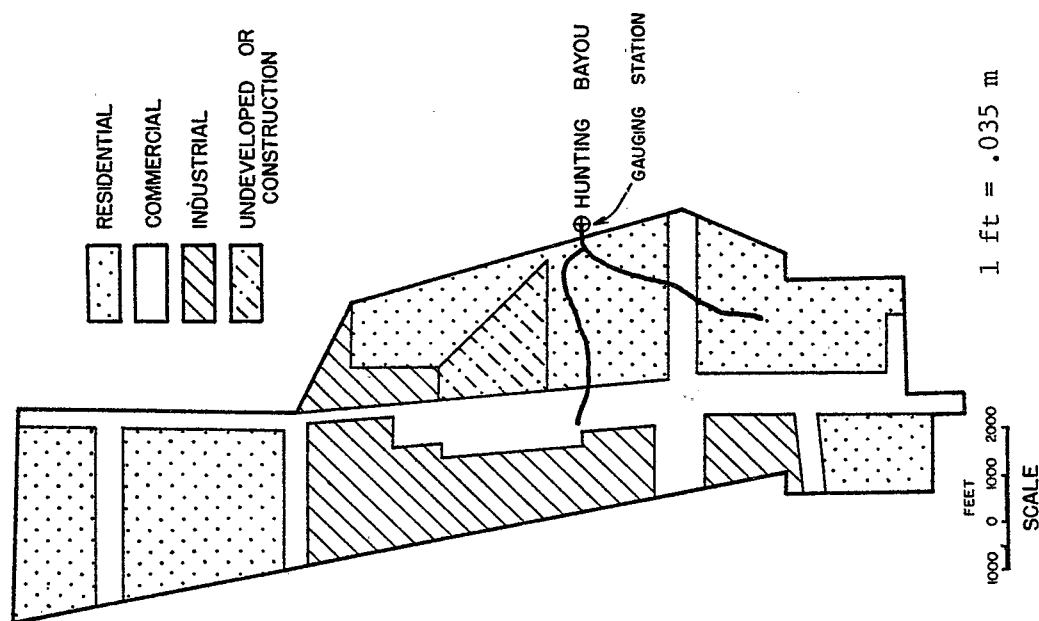 RESIDENTIAL
COMMERCIAL
INDUSTRIAL
UNDEVELOPED OR
CONSTRUCTION
HUNTING BAYOU
GAUGING STATION
1 ft = .035 m
FEET
1000 0 1000 2000
SCALE